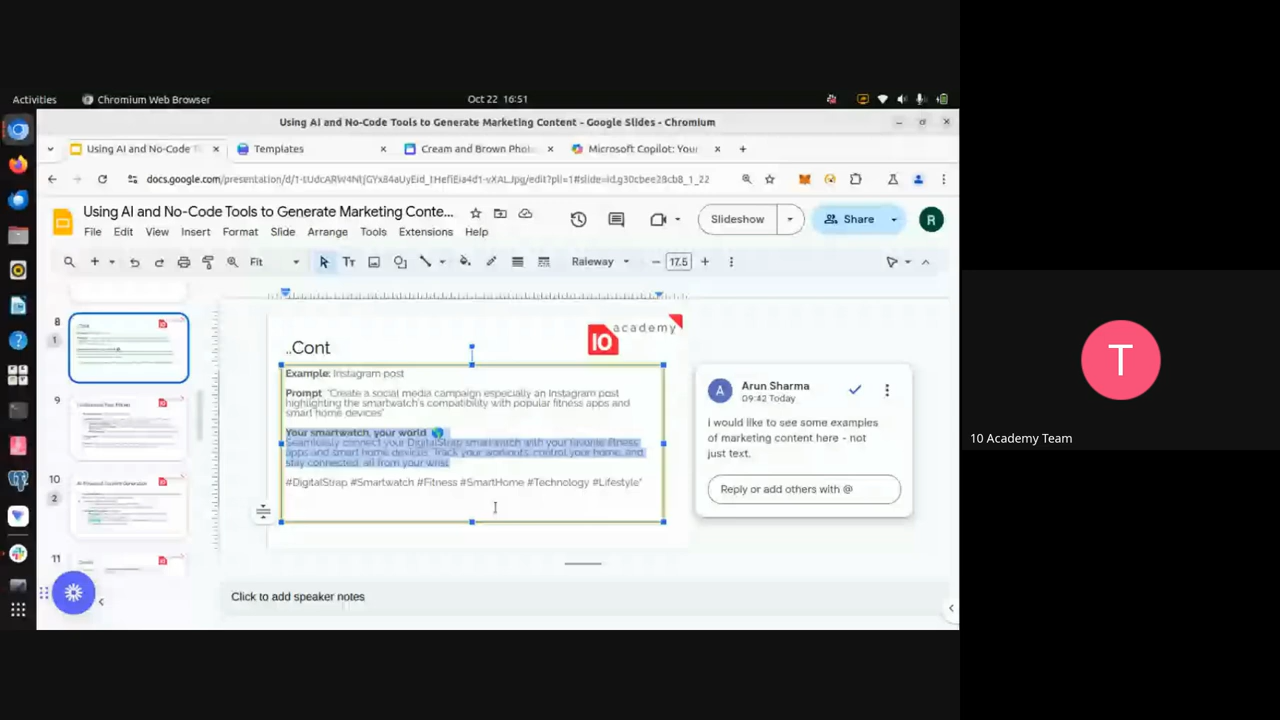 Activities
Chromium Web Browser
Oct 22 16:51
Using AI and No-Code Tools to Generate Marketing Content - Google Slides - Chromium
Using AI and No-Code T
Templates
Cream and Brown Phot
Microsoft Copilot: Your
Using AI and No-Code Tools to Generate Marketing Conte...
File Edit View Insert Format Slide Arrange Tools Extensions Help
Slideshow
Share
R
Fit
Raleway
17.5
8
1
9
10
2
11
academy
10
..Cont
Example: Instagram post
Prompt "Create a social media campaign especially an Instagram post
highlighting the smartwatch's compatibility with popular fitness apps and
smart home devices"
Your smartwatch, your world 🌎
Seamlessly connect your DigitalStrap smartwatch with your favorite fitness
apps and smart home devices. Track your workouts, control your home, and
stay connected, all from your wrist.
#DigitalStrap #Smartwatch #Fitness #SmartHome #Technology #Lifestyle"
A
Arun Sharma
09:42 Today
I would like to see some examples
of marketing content here - not
just text.
Reply or add others with @
Click to add speaker notes
T
10 Academy Team